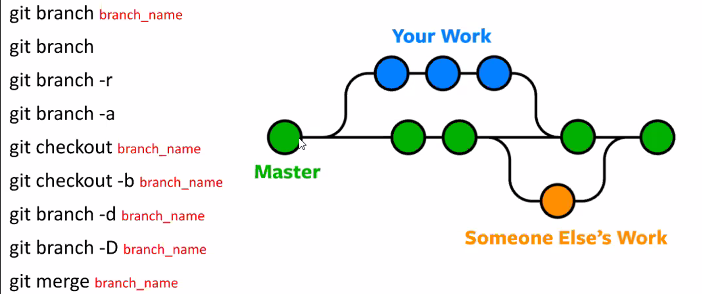 git branch branch_name
git branch
git branch -r
git branch -a
git checkout branch_name
git checkout -b branch_name
git branch -d branch_name
git branch -D branch_name
git merge branch_name
Your Work
Master
Someone Else's Work